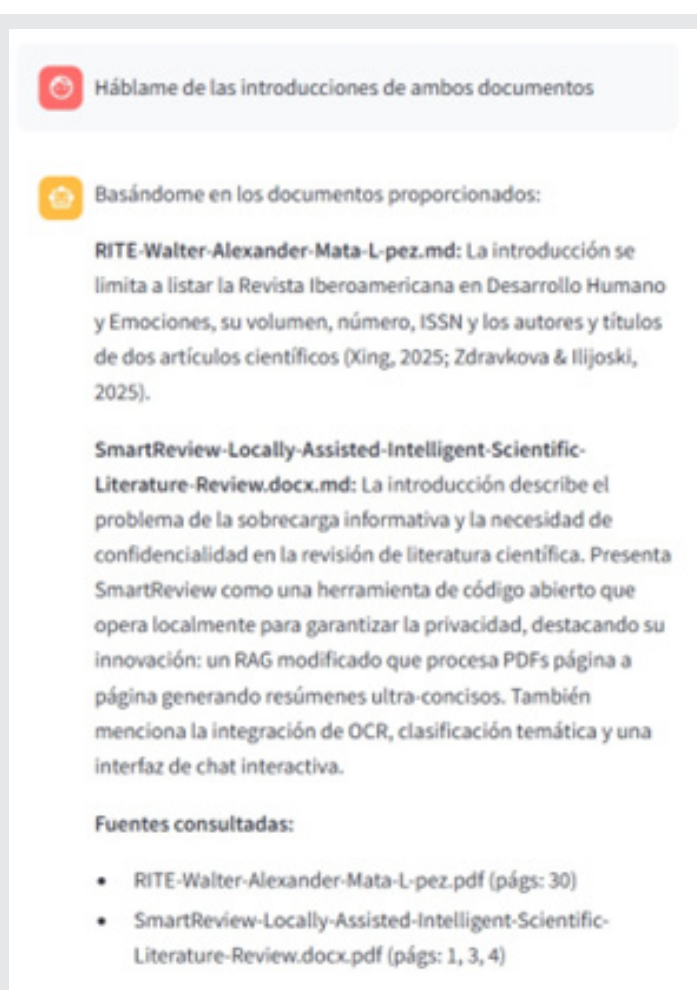 Háblame de las introducciones de ambos documentos
Basándome en los documentos proporcionados:
RITE-Walter-Alexander-Mata-L-pez.md: La introducción se
limita a listar la Revista Iberoamericana en Desarrollo Humano
y Emociones, su volumen, número, ISSN y los autores y títulos
de dos artículos científicos (Xing, 2025; Zdravkova & Ilijoski,
2025).
SmartReview-Locally-Assisted-Intelligent-Scientific-
Literature-Review.docx.md: La introducción describe el
problema de la sobrecarga informativa y la necesidad de
confidencialidad en la revisión de literatura científica. Presenta
SmartReview como una herramienta de código abierto que
opera localmente para garantizar la privacidad, destacando su
innovación: un RAG modificado que procesa PDFs página a
página generando resúmenes ultra-concisos. También
menciona la integración de OCR, clasificación temática y una
interfaz de chat interactiva.
Fuentes consultadas:
• RITE-Walter-Alexander-Mata-L-pez.pdf (págs: 30)
• SmartReview-Locally-Assisted-Intelligent-Scientific-
Literature-Review.docx.pdf (págs: 1, 3, 4)